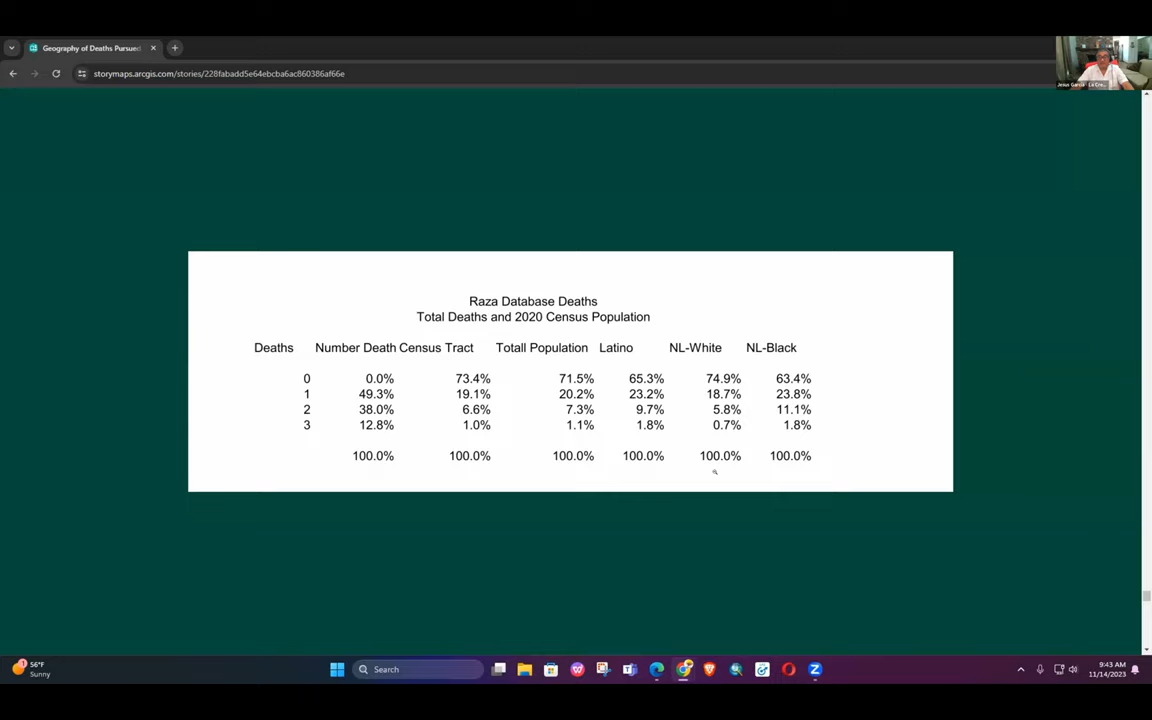 Geography of Deaths Pursued
storymaps.arcgis.com/stories/228fabadd5e64ebcba6ac860386af66e
Jesus Garcia - La Cre...
Raza Database Deaths
Total Deaths and 2020 Census Population
Deaths Number Death Census Tract Totall Population Latino NL-White NL-Black
0 0.0% 73.4% 71.5% 65.3% 74.9% 63.4%
1 49.3% 19.1% 20.2% 23.2% 18.7% 23.8%
2 38.0% 6.6% 7.3% 9.7% 5.8% 11.1%
3 12.8% 1.0% 1.1% 1.8% 0.7% 1.8%
100.0% 100.0% 100.0% 100.0% 100.0% 100.0%
1
56°F
Sunny
Search
9:43 AM
11/14/2023